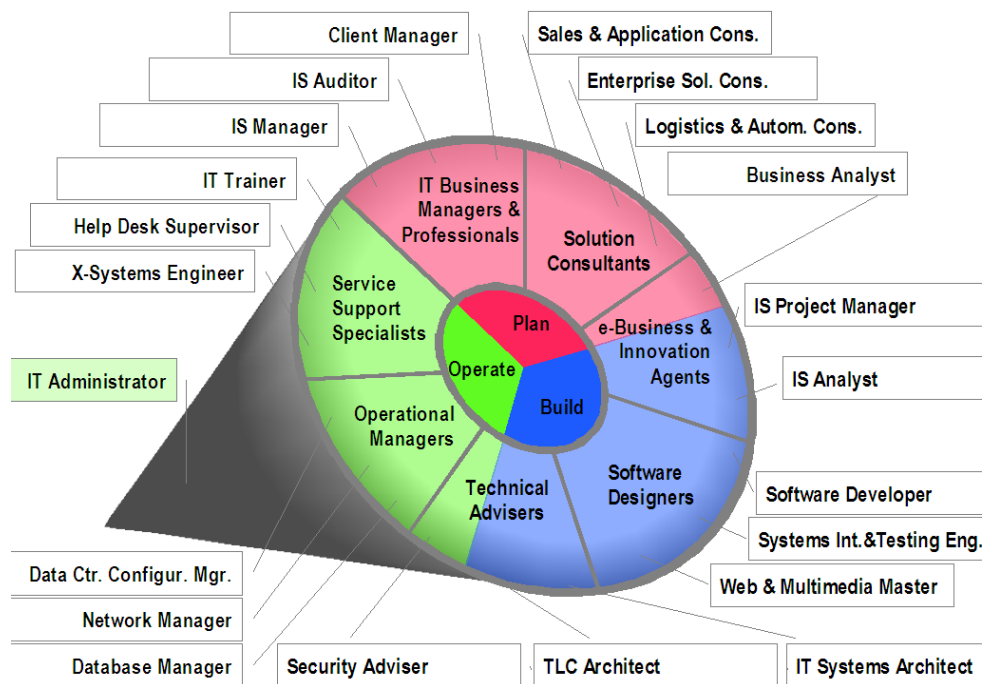 Client Manager
Sales & Application Cons.
IS Auditor
Enterprise Sol. Cons.
IS Manager
Logistics & Autom. Cons.
IT Trainer
Business Analyst
Help Desk Supervisor
X-Systems Engineer
IT Business
Managers &
Professionals
Solution
Consultants
Service
Support
Specialists
Plan
e-Business &
Innovation
Agents
IS Project Manager
Operate
Build
IT Administrator
IS Analyst
Operational
Managers
Technical
Advisers
Software
Designers
Software Developer
Systems Int.&Testing Eng.
Data Ctr. Configur. Mgr.
Web & Multimedia Master
Network Manager
Database Manager
Security Adviser
TLC Architect
IT Systems Architect